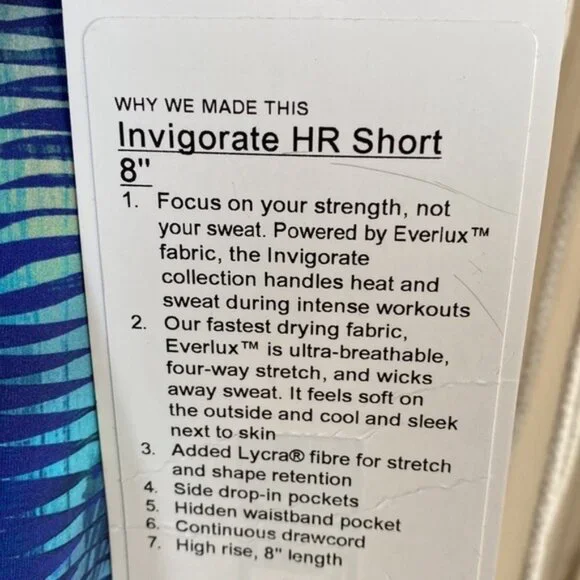 WHY WE MADE THIS
Invigorate HR Short
8"
1. Focus on your strength, not
your sweat. Powered by Everlux™
fabric, the Invigorate
collection handles heat and
sweat during intense workouts
2. Our fastest drying fabric,
Everlux™ is ultra-breathable,
four-way stretch, and wicks
away sweat. It feels soft on
the outside and cool and sleek
next to skin
3. Added Lycra® fibre for stretch
and shape retention
4. Side drop-in pockets
5. Hidden waistband pocket
6. Continuous drawcord
7. High rise, 8" length